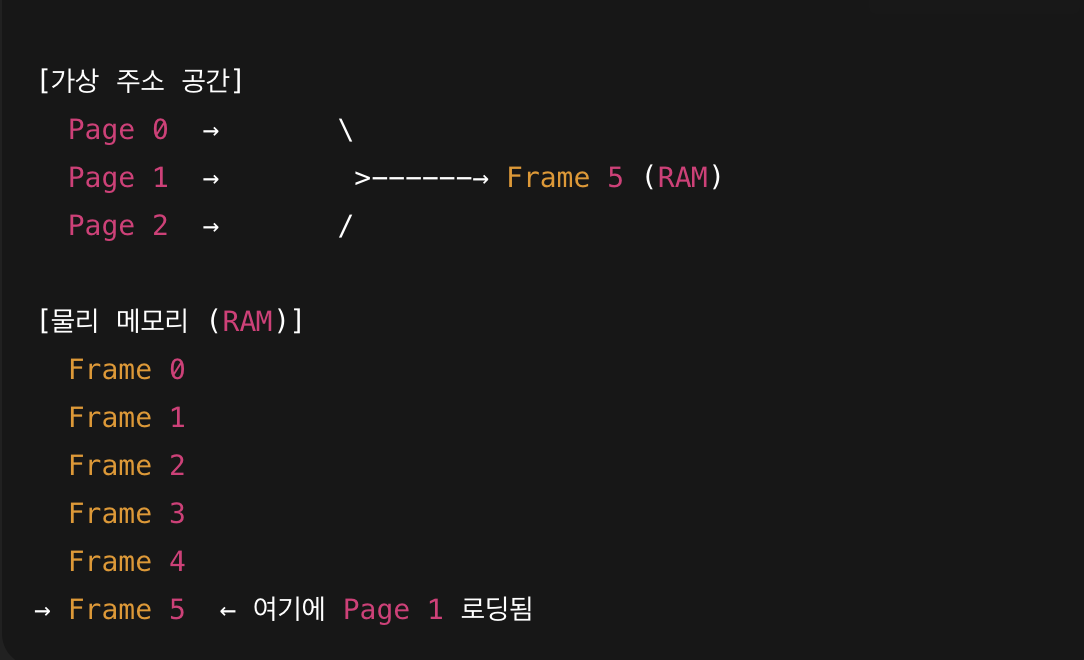 [가상 주소 공간]
Page 0 → \
Page 1 → >------→ Frame 5 (RAM)
Page 2 → /
[물리 메모리 (RAM)]
Frame 0
Frame 1
Frame 2
Frame 3
Frame 4
→ Frame 5 ← 여기에 Page 1 로딩됨